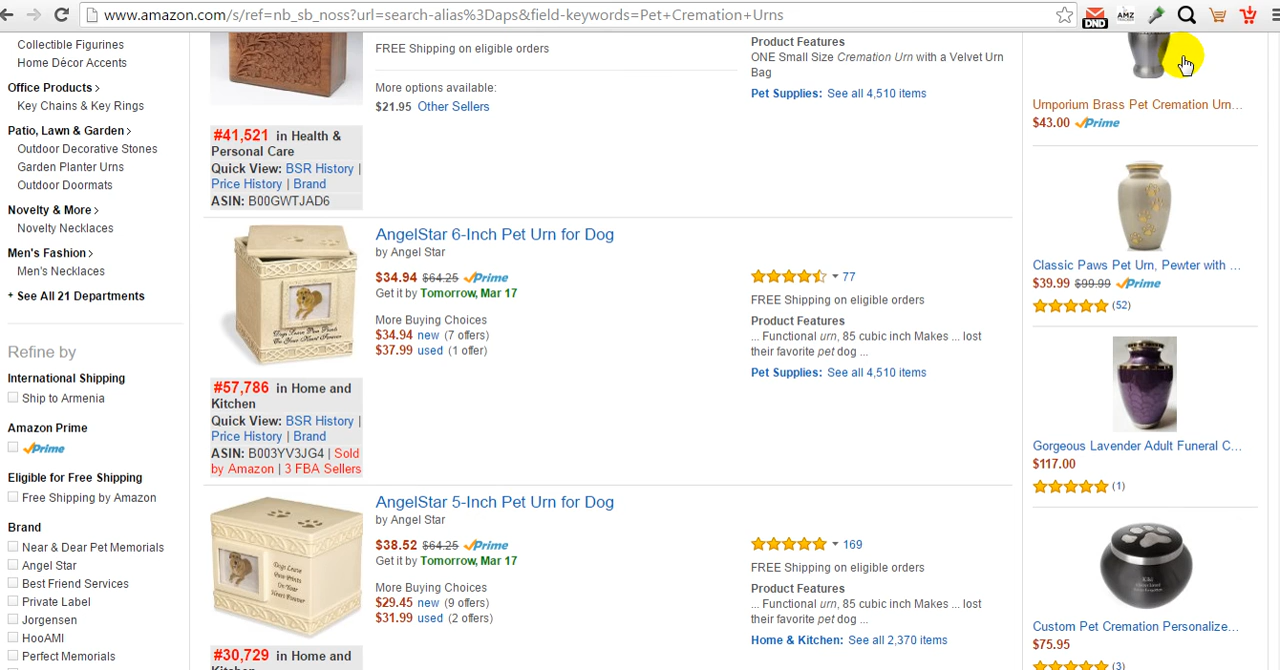 www.amazon.com/s/ref=nb_sb_noss?url=search-alias%3Daps&field-keywords=Pet+Cremation+Urns
DND
AMZ
Collectible Figurines
Home Décor Accents
Office Products >
Key Chains & Key Rings
Patio, Lawn & Garden >
Outdoor Decorative Stones
Garden Planter Urns
Outdoor Doormats
Novelty & More >
Novelty Necklaces
Men's Fashion >
Men's Necklaces
+ See All 21 Departments
Refine by
International Shipping
Ship to Armenia
Amazon Prime
Prime
Eligible for Free Shipping
Free Shipping by Amazon
Brand
Near & Dear Pet Memorials
Angel Star
Best Friend Services
Private Label
Jorgensen
HooAMI
Perfect Memorials
FREE Shipping on eligible orders
More options available:
$21.95 Other Sellers
Product Features
ONE Small Size Cremation Urn with a Velvet Urn
Bag
Pet Supplies: See all 4,510 items
#41,521 in Health &
Personal Care
Quick View: BSR History |
Price History | Brand
ASIN: B00GWTJAD6
AngelStar 6-Inch Pet Urn for Dog
by Angel Star
$34.94 $64.25 Prime
Get it by Tomorrow, Mar 17
More Buying Choices
$34.94 new (7 offers)
$37.99 used (1 offer)
77
FREE Shipping on eligible orders
Product Features
... Functional urn, 85 cubic inch Makes ... lost
their favorite pet dog ...
Pet Supplies: See all 4,510 items
#57,786 in Home and
Kitchen
Quick View: BSR History |
Price History | Brand
ASIN: B003YV3JG4 | Sold
by Amazon | 3 FBA Sellers
AngelStar 5-Inch Pet Urn for Dog
by Angel Star
$38.52 $64.25 Prime
Get it by Tomorrow, Mar 17
More Buying Choices
$29.45 new (9 offers)
$31.99 used (2 offers)
169
FREE Shipping on eligible orders
Product Features
... Functional urn, 85 cubic inch Makes ... lost
their favorite pet dog ...
Home & Kitchen: See all 2,370 items
#30,729 in Home and
Urnporium Brass Pet Cremation Urn...
$43.00 Prime
Classic Paws Pet Urn, Pewter with ...
$39.99 $99.99 Prime
(52)
Gorgeous Lavender Adult Funeral C...
$117.00
(1)
Custom Pet Cremation Personalize...
$75.95
(3)